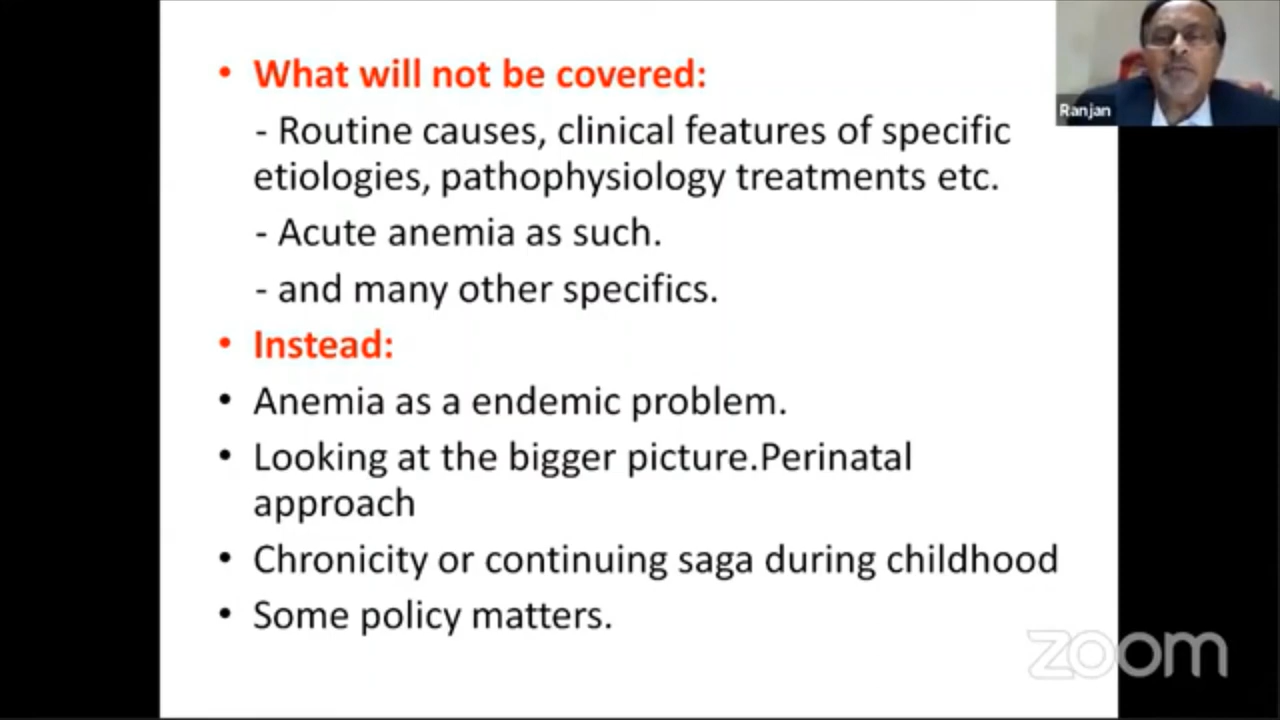 • What will not be covered:
- Routine causes, clinical features of specific
etiologies, pathophysiology treatments etc.
- Acute anemia as such.
- and many other specifics.
• Instead:
• Anemia as a endemic problem.
• Looking at the bigger picture.Perinatal
approach
• Chronicity or continuing saga during childhood
• Some policy matters.
Ranjan
zoom